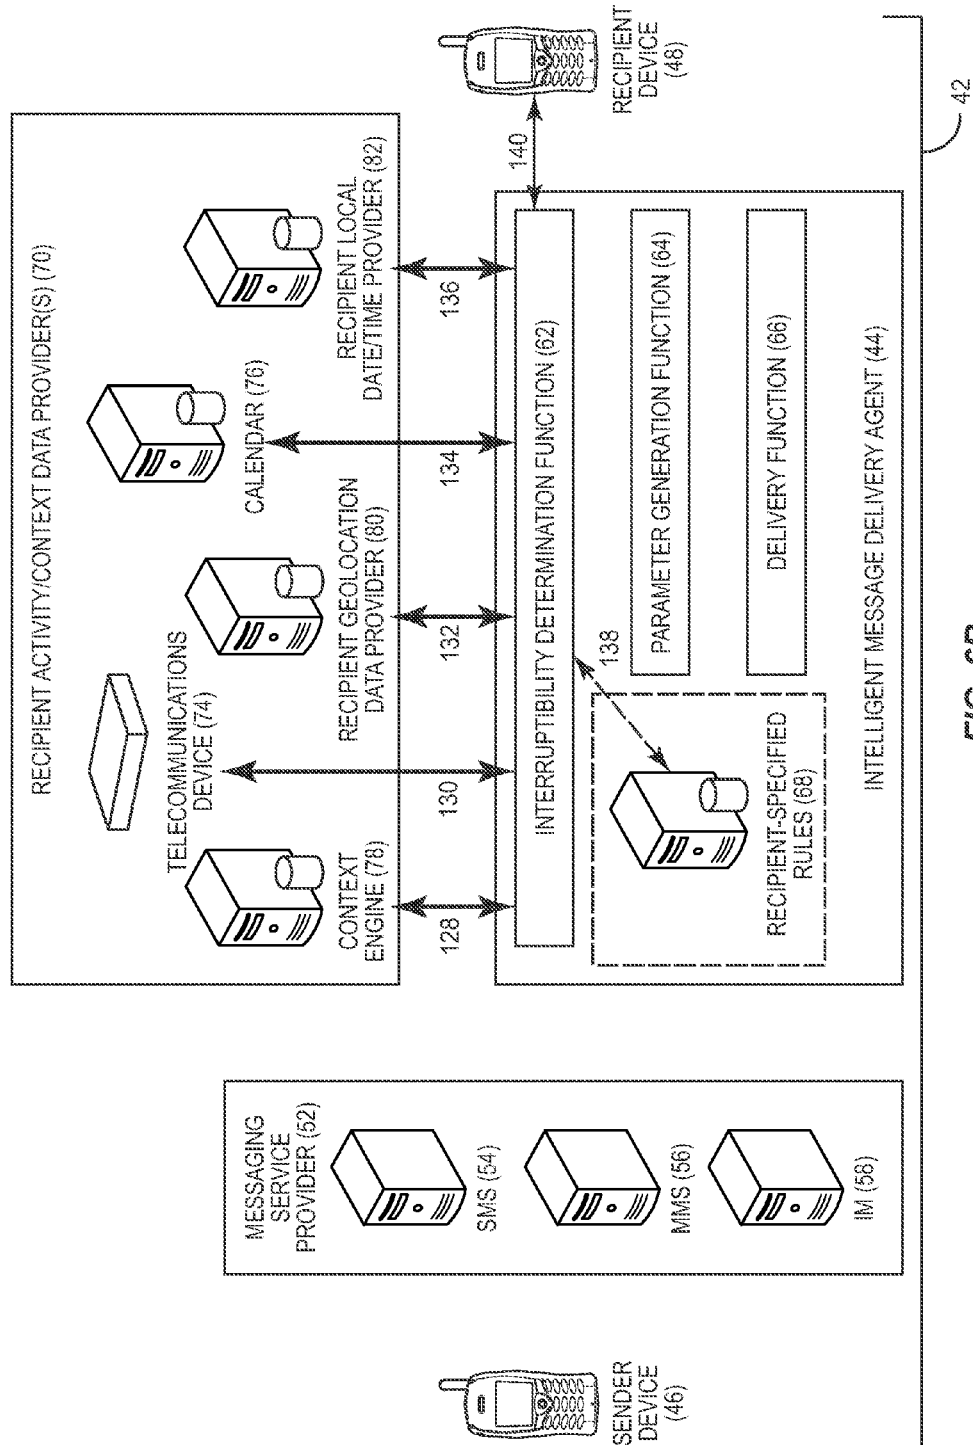 RECIPIENT ACTIVITY/CONTEXT DATA PROVIDER(S) (70)
TELECOMMUNICATIONS
DEVICE (74)
CALENDAR (76)
CONTEXT
ENGINE (78)
RECIPIENT GEOLOCATION
DATA PROVIDER (80)
RECIPIENT LOCAL
DATE/TIME PROVIDER (82)
128
130
132
134
136
140
MESSAGING
SERVICE
PROVIDER (52)
SMS (54)
MMS (56)
IM (58)
SENDER
DEVICE
(46)
INTERRUPTIBILITY DETERMINATION FUNCTION (62)
138
PARAMETER GENERATION FUNCTION (64)
DELIVERY FUNCTION (66)
RECIPIENT-SPECIFIED
RULES (68)
INTELLIGENT MESSAGE DELIVERY AGENT (44)
RECIPIENT
DEVICE
(48)
42
FIG.